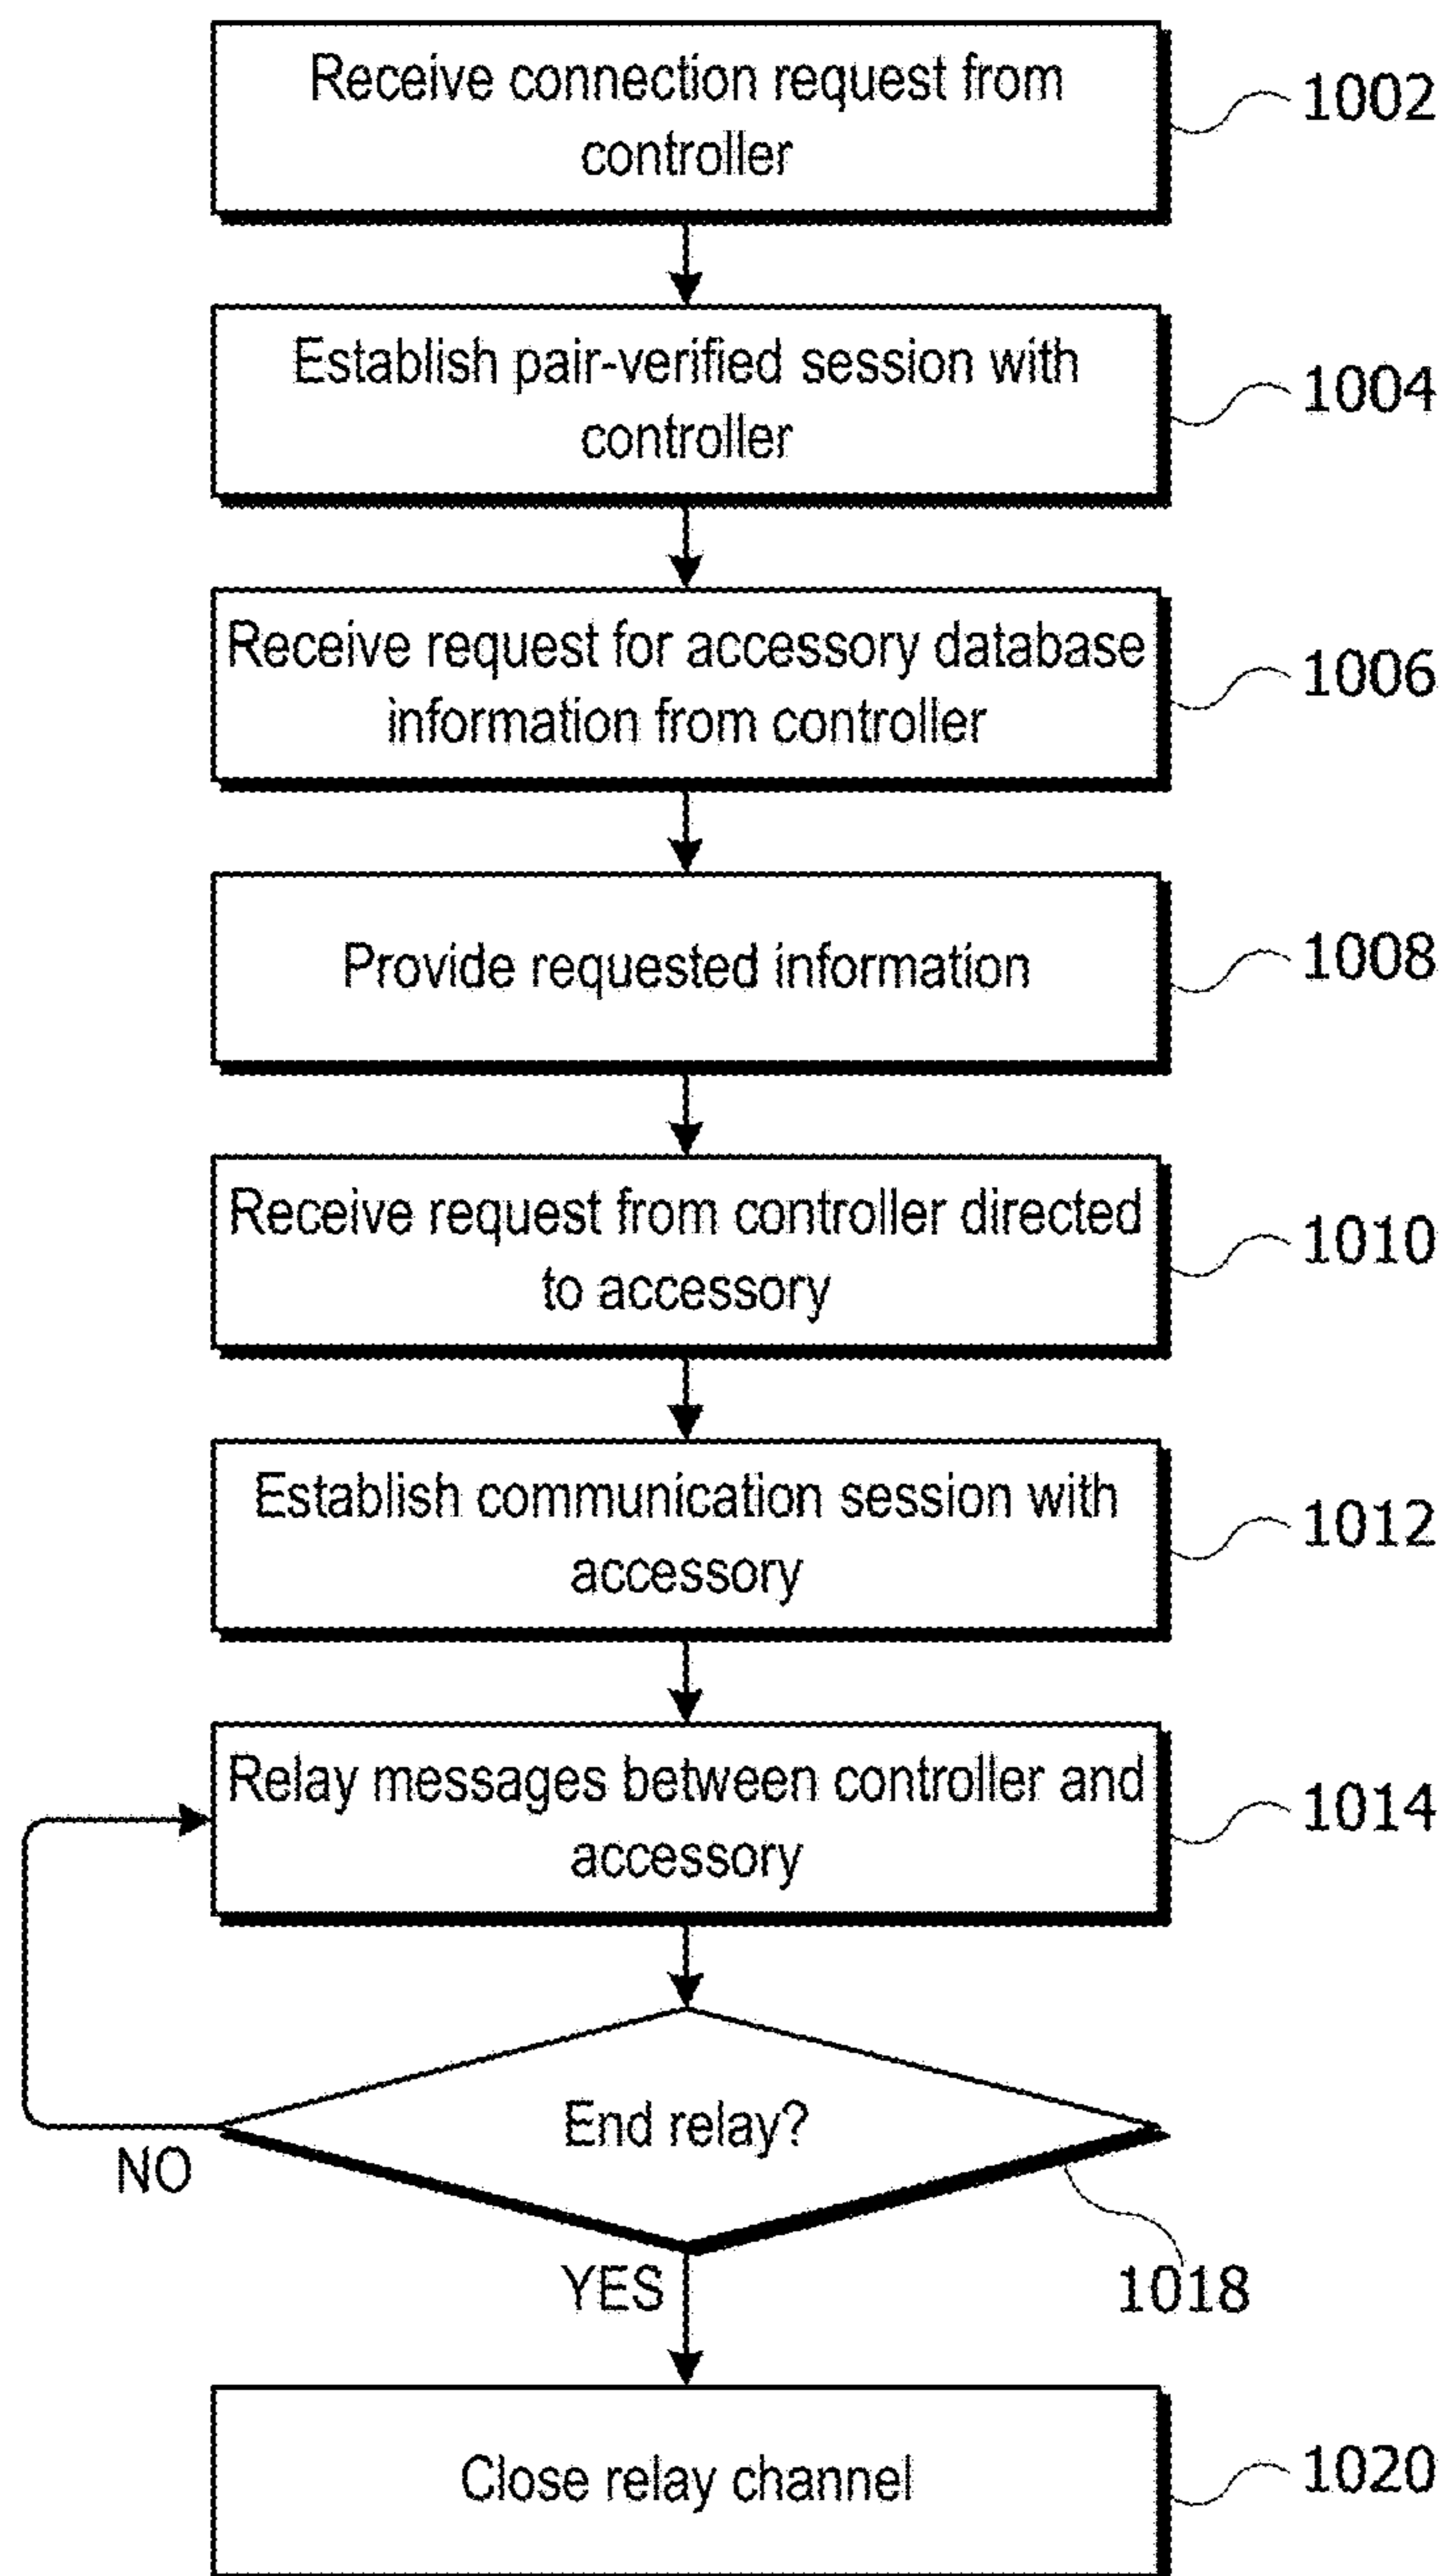 Receive connection request from
controller
1002
Establish pair-verified session with
controller
1004
Receive request for accessory database
information from controller
1006
Provide requested information
1008
Receive request from controller directed
to accessory
1010
Establish communication session with
accessory
1012
Relay messages between controller and
accessory
1014
End relay?
NO
1018
YES
Close relay channel
1020